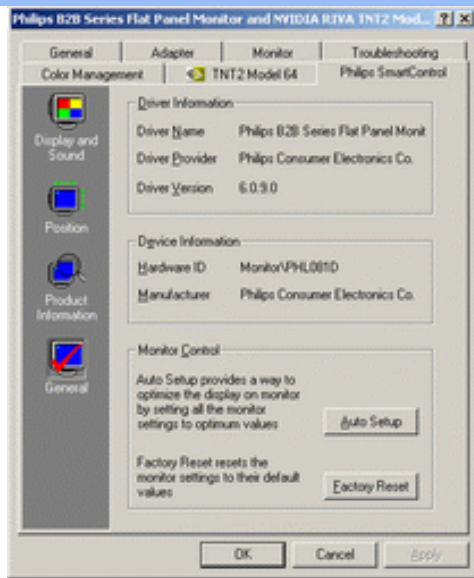 Philips B2B Series Flat Panel Monitor and NVIDIA RIVA TNT2 Mod...
General Adapter Monitor Troubleshooting
Color Management TNT2 Model 64 Philips SmartControl
Display and
Sound
Position
Product
Information
General
Driver Information
Driver Name Philips B2B Series Flat Panel Monit
Driver Provider Philips Consumer Electronics Co.
Driver Version 6.0.9.0
Device Information
Hardware ID Monitor\PHL081D
Manufacturer Philips Consumer Electronics Co.
Monitor Control
Auto Setup provides a way to
optimize the display on monitor
by setting all the monitor
settings to optimum values
Auto Setup
Factory Reset resets the
monitor settings to their default
values
Factory Reset
OK Cancel Apply